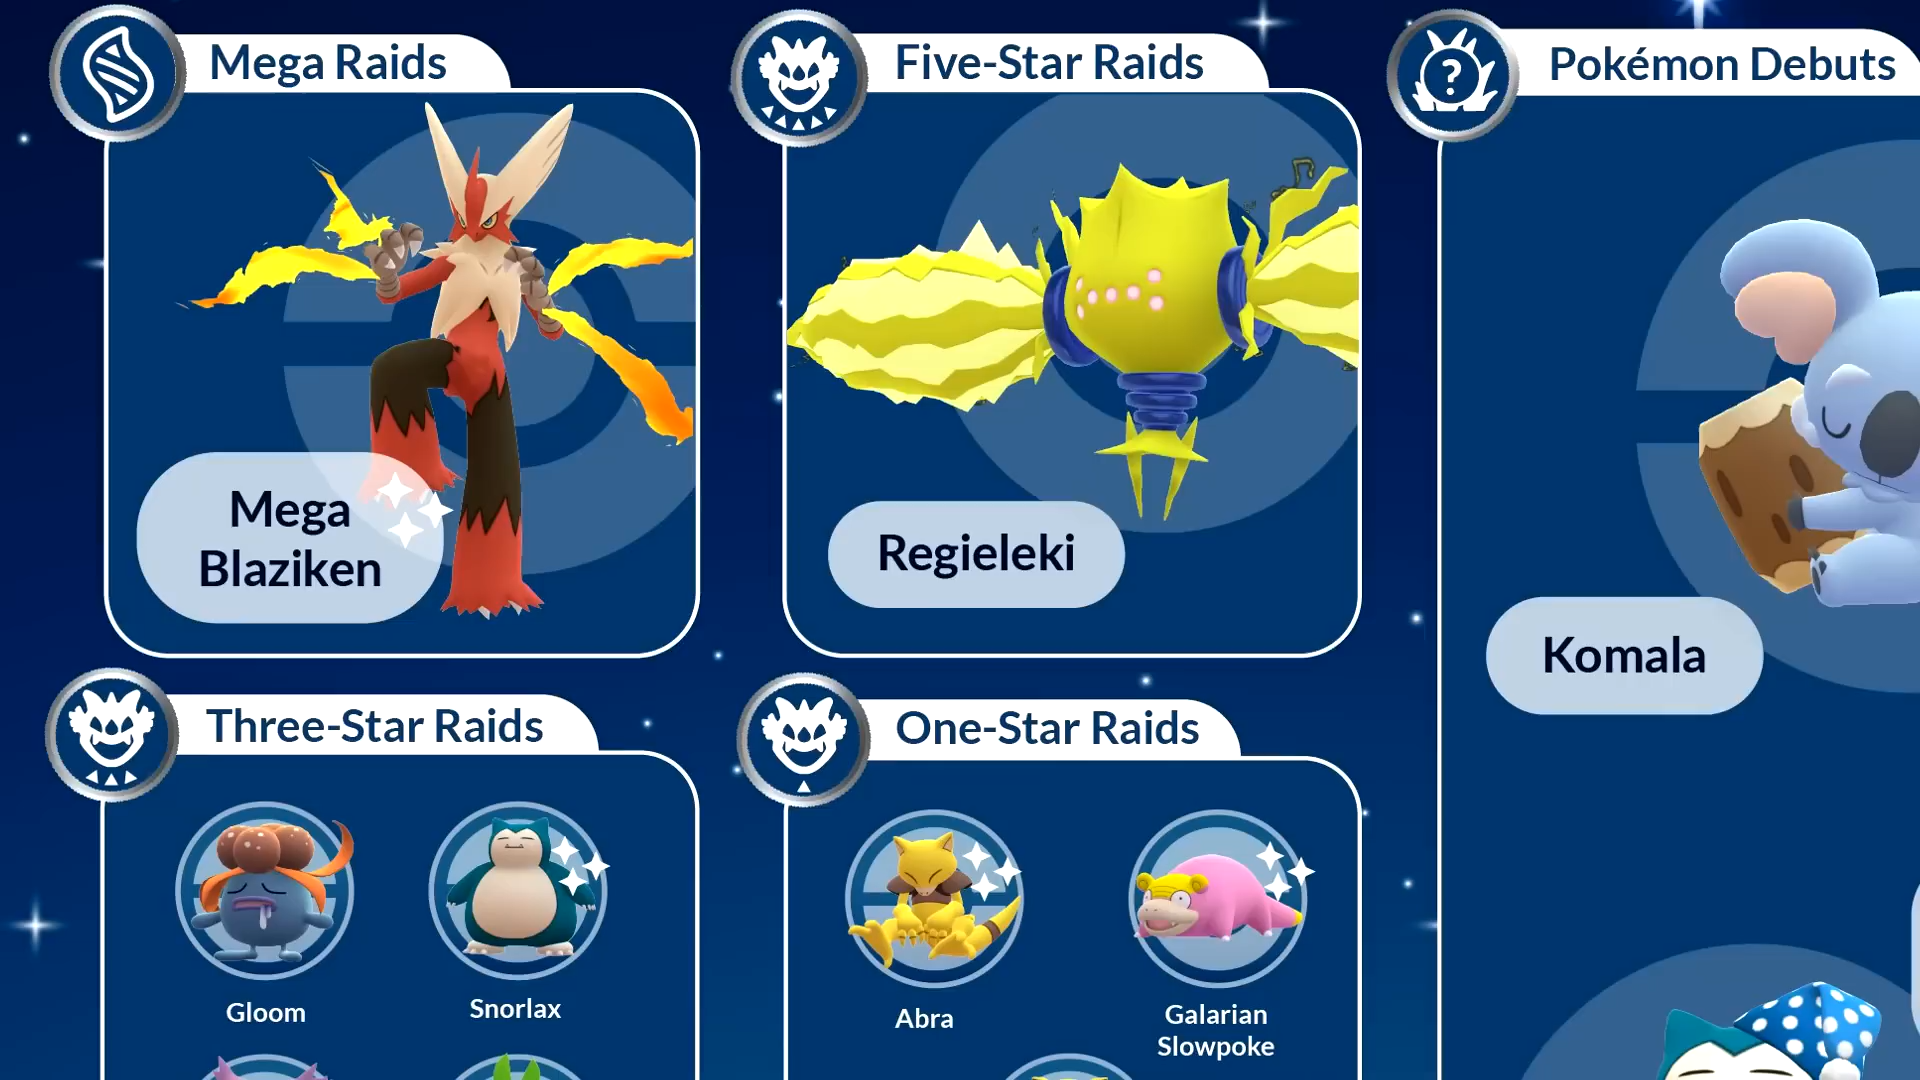 Mega Raids
Mega
Blaziken
Five-Star Raids
Regieleki
Pokémon Debuts
Komala
Three-Star Raids
Gloom
Snorlax
One-Star Raids
Abra
Galarian
Slowpoke